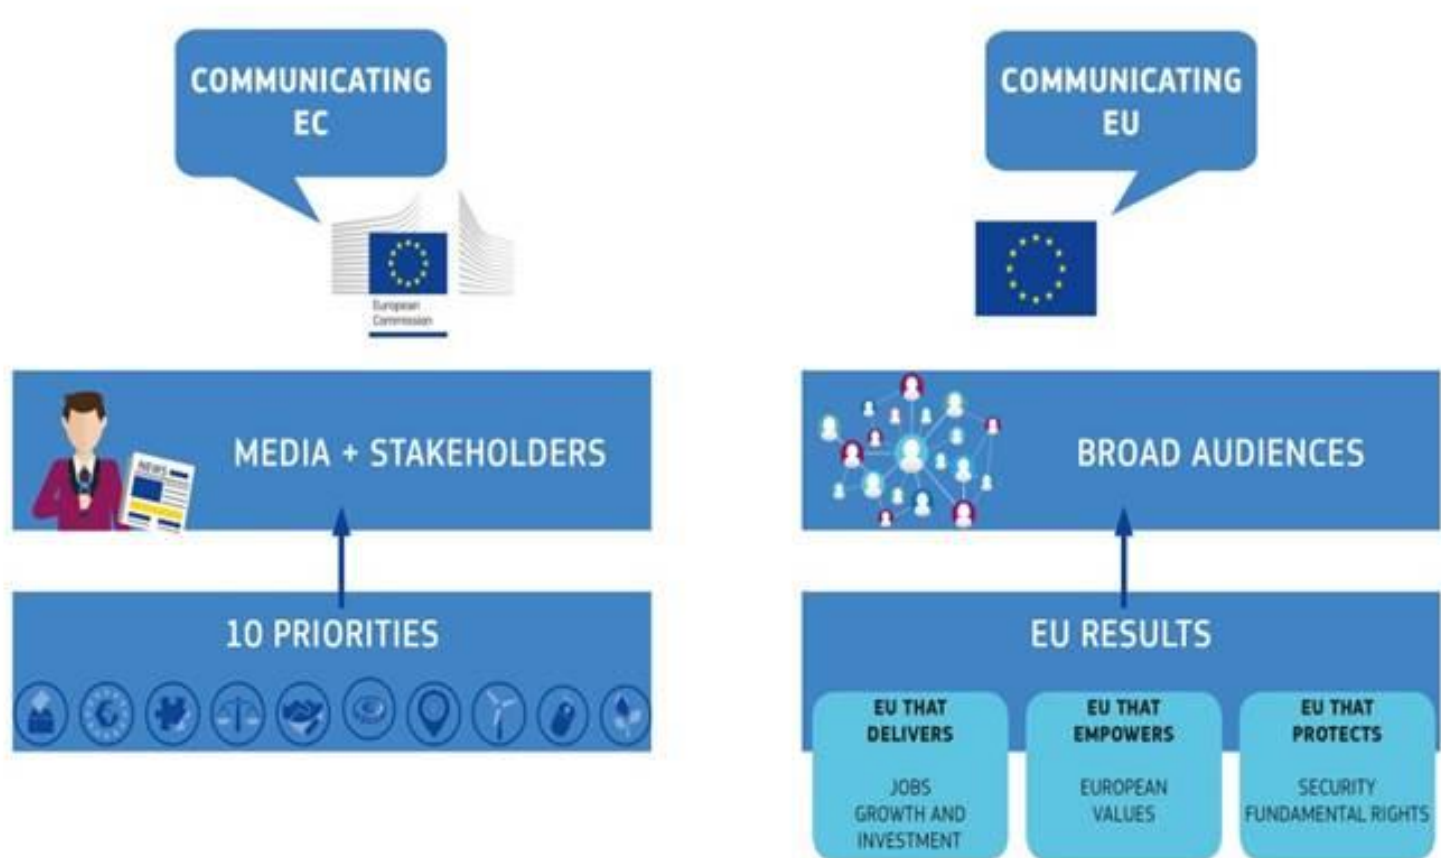 COMMUNICATING
EC
European
Commission
MEDIA + STAKEHOLDERS
NEWS
10 PRIORITIES
COMMUNICATING
EU
BROAD AUDIENCES
EU RESULTS
EU THAT
DELIVERS
JOBS
GROWTH AND
INVESTMENT
EU THAT
EMPOWERS
EUROPEAN
VALUES
EU THAT
PROTECTS
SECURITY
FUNDAMENTAL RIGHTS